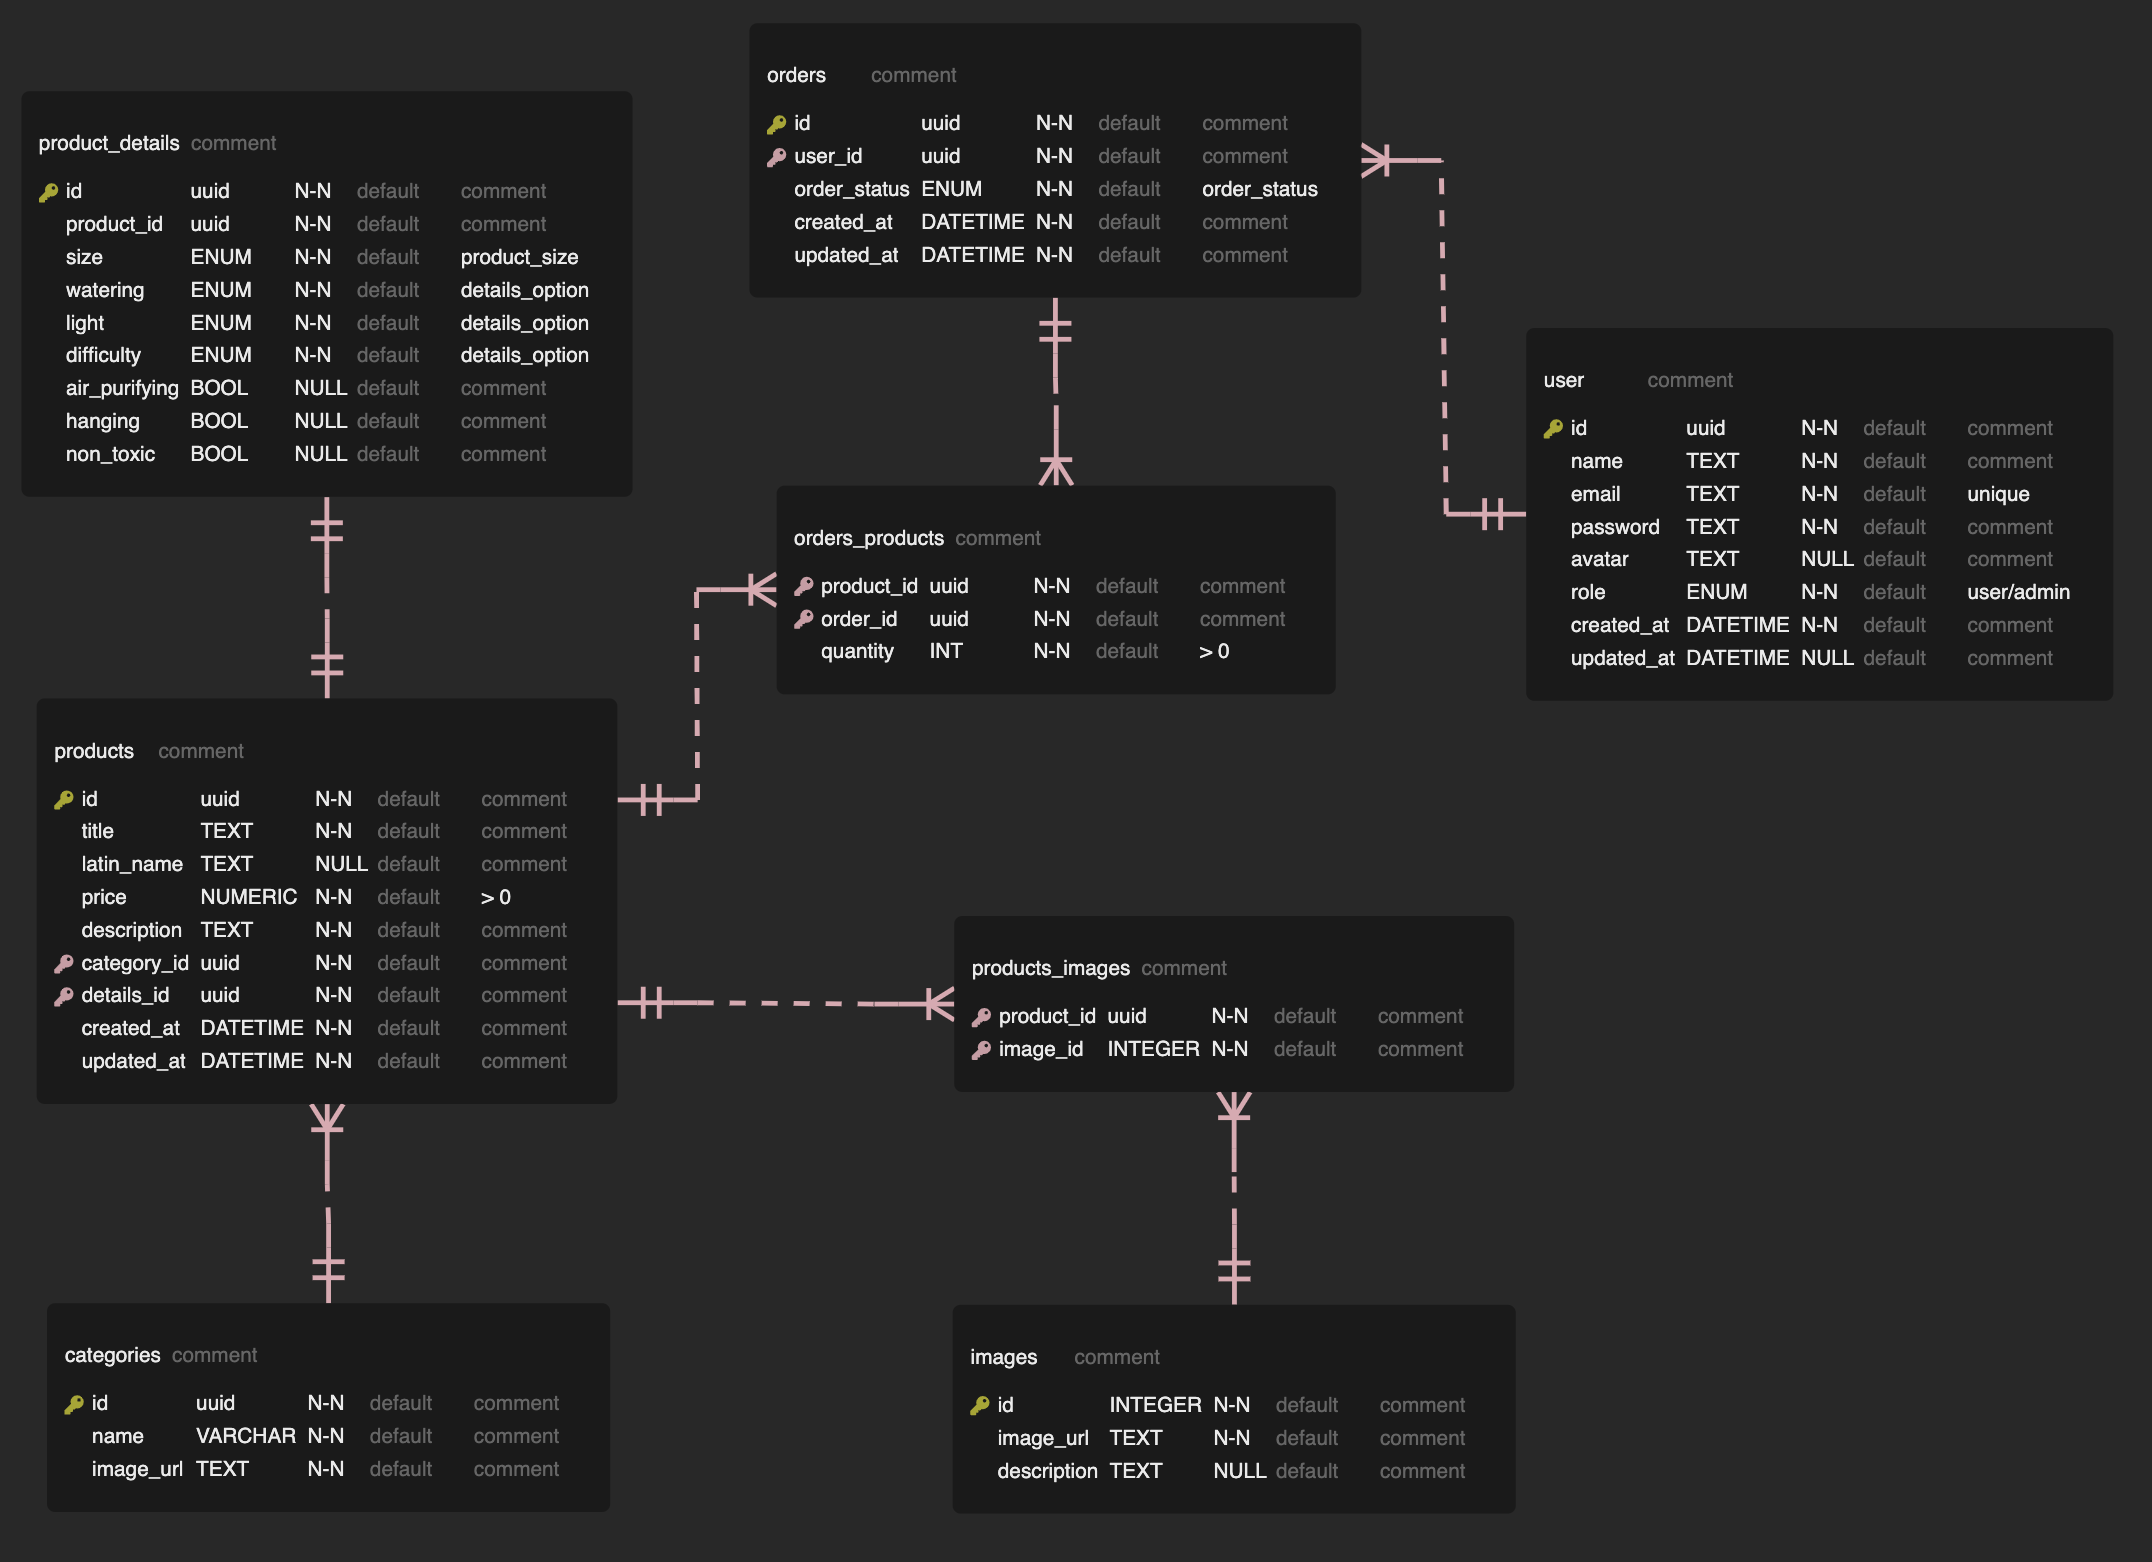 orders comment
id uuid N-N default comment
user_id uuid N-N default comment
order_status ENUM N-N default order_status
created_at DATETIME N-N default comment
updated_at DATETIME N-N default comment
product_details comment
id uuid N-N default comment
product_id uuid N-N default comment
size ENUM N-N default product_size
watering ENUM N-N default details_option
light ENUM N-N default details_option
difficulty ENUM N-N default details_option
air_purifying BOOL NULL default comment
hanging BOOL NULL default comment
non_toxic BOOL NULL default comment
user comment
id uuid N-N default comment
name TEXT N-N default comment
email TEXT N-N default unique
password TEXT N-N default comment
avatar TEXT NULL default comment
role ENUM N-N default user/admin
created_at DATETIME N-N default comment
updated_at DATETIME NULL default comment
orders_products comment
product_id uuid N-N default comment
order_id uuid N-N default comment
quantity INT N-N default > 0
products comment
id uuid N-N default comment
title TEXT N-N default comment
latin_name TEXT NULL default comment
price NUMERIC N-N default > 0
description TEXT N-N default comment
category_id uuid N-N default comment
details_id uuid N-N default comment
created_at DATETIME N-N default comment
updated_at DATETIME N-N default comment
products_images comment
product_id uuid N-N default comment
image_id INTEGER N-N default comment
categories comment
id uuid N-N default comment
name VARCHAR N-N default comment
image_url TEXT N-N default comment
images comment
id INTEGER N-N default comment
image_url TEXT N-N default comment
description TEXT NULL default comment